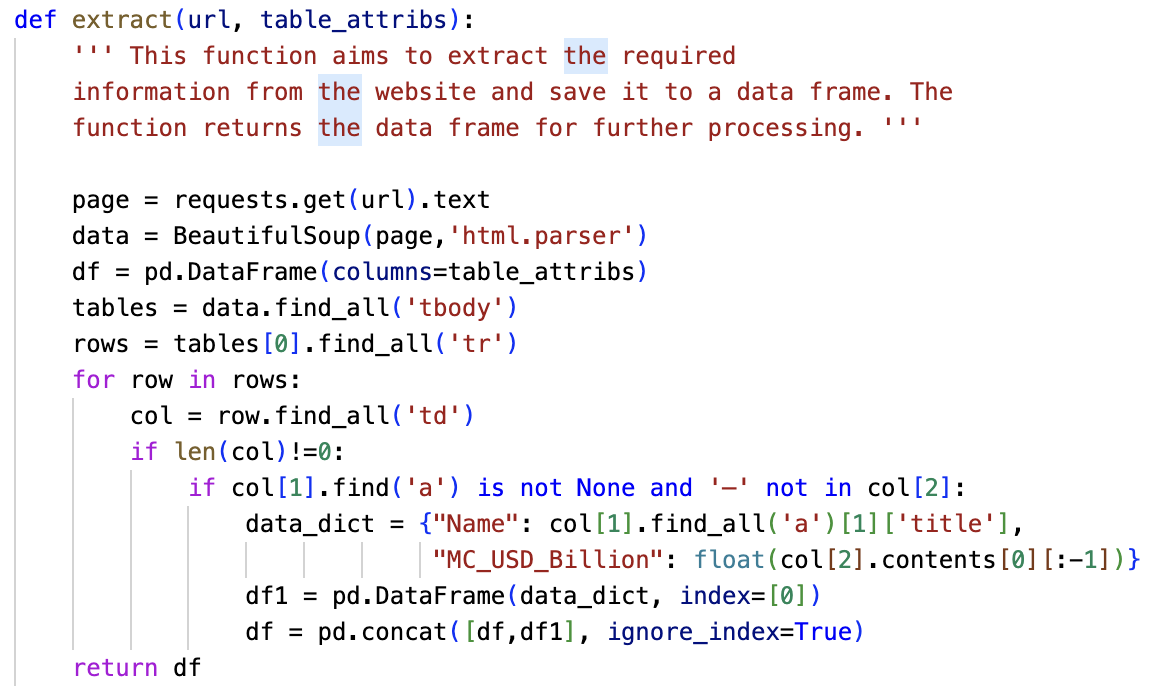 def extract(url, table_attribs):
    ''' This function aims to extract the required
    information from the website and save it to a data frame. The
    function returns the data frame for further processing. '''

    page = requests.get(url).text
    data = BeautifulSoup(page,'html.parser')
    df = pd.DataFrame(columns=table_attribs)
    tables = data.find_all('tbody')
    rows = tables[0].find_all('tr')
    for row in rows:
        col = row.find_all('td')
        if len(col)!=0:
            if col[1].find('a') is not None and '—' not in col[2]:
                data_dict = {"Name": col[1].find_all('a')[1]['title'],
                             "MC_USD_Billion": float(col[2].contents[0][:-1])}
                df1 = pd.DataFrame(data_dict, index=[0])
                df = pd.concat([df,df1], ignore_index=True)
    return df